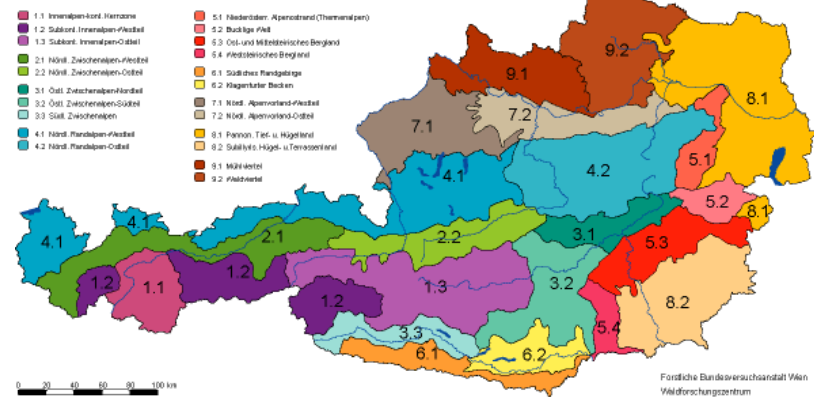 1.1 Innenalpen-kont. Kernzone
1.2 Subkont. Innenalpen-Westteil
1.3 Subkont. Innenalpen-Ostteil
2.1 Nördl. Zwischenalpen-Westteil
2.2 Nördl. Zwischenalpen-Ostteil
3.1 Östl. Zwischenalpen-Nordteil
3.2 Östl. Zwischenalpen-Südteil
3.3 Südl. Zwischenalpen
4.1 Nördl. Randalpen-Westteil
4.2 Nördl. Randalpen-Ostteil
5.1 Niederösterr. Alpenostrand (Thermenalpen)
5.2 Bucklige Welt
5.3 Ost- und Mittelsteirisches Bergland
5.4 Weststeirisches Bergland
6.1 Südliches Randgebirge
6.2 Klagenfurter Becken
7.1 Nördl. Alpenvorland-Westteil
7.2 Nördl. Alpenvorland-Ostteil
8.1 Pannon. Tief- u. Hügelland
8.2 Subillyris. Hügel- u.Terrassenland
9.1 Mühlviertel
9.2 Waldviertel
9.2
9.1
8.1
7.2
7.1
5.1
4.2
4.1
5.2
8.1
4.1
4.1
2.1
2.2
3.1
5.3
1.2
1.1
1.2
1.2
1.3
3.2
8.2
5.4
3.3
6.1
6.2
0 20 40 60 80 100 km
Forstliche Bundesversuchsanstalt Wien
Waldforschungszentrum